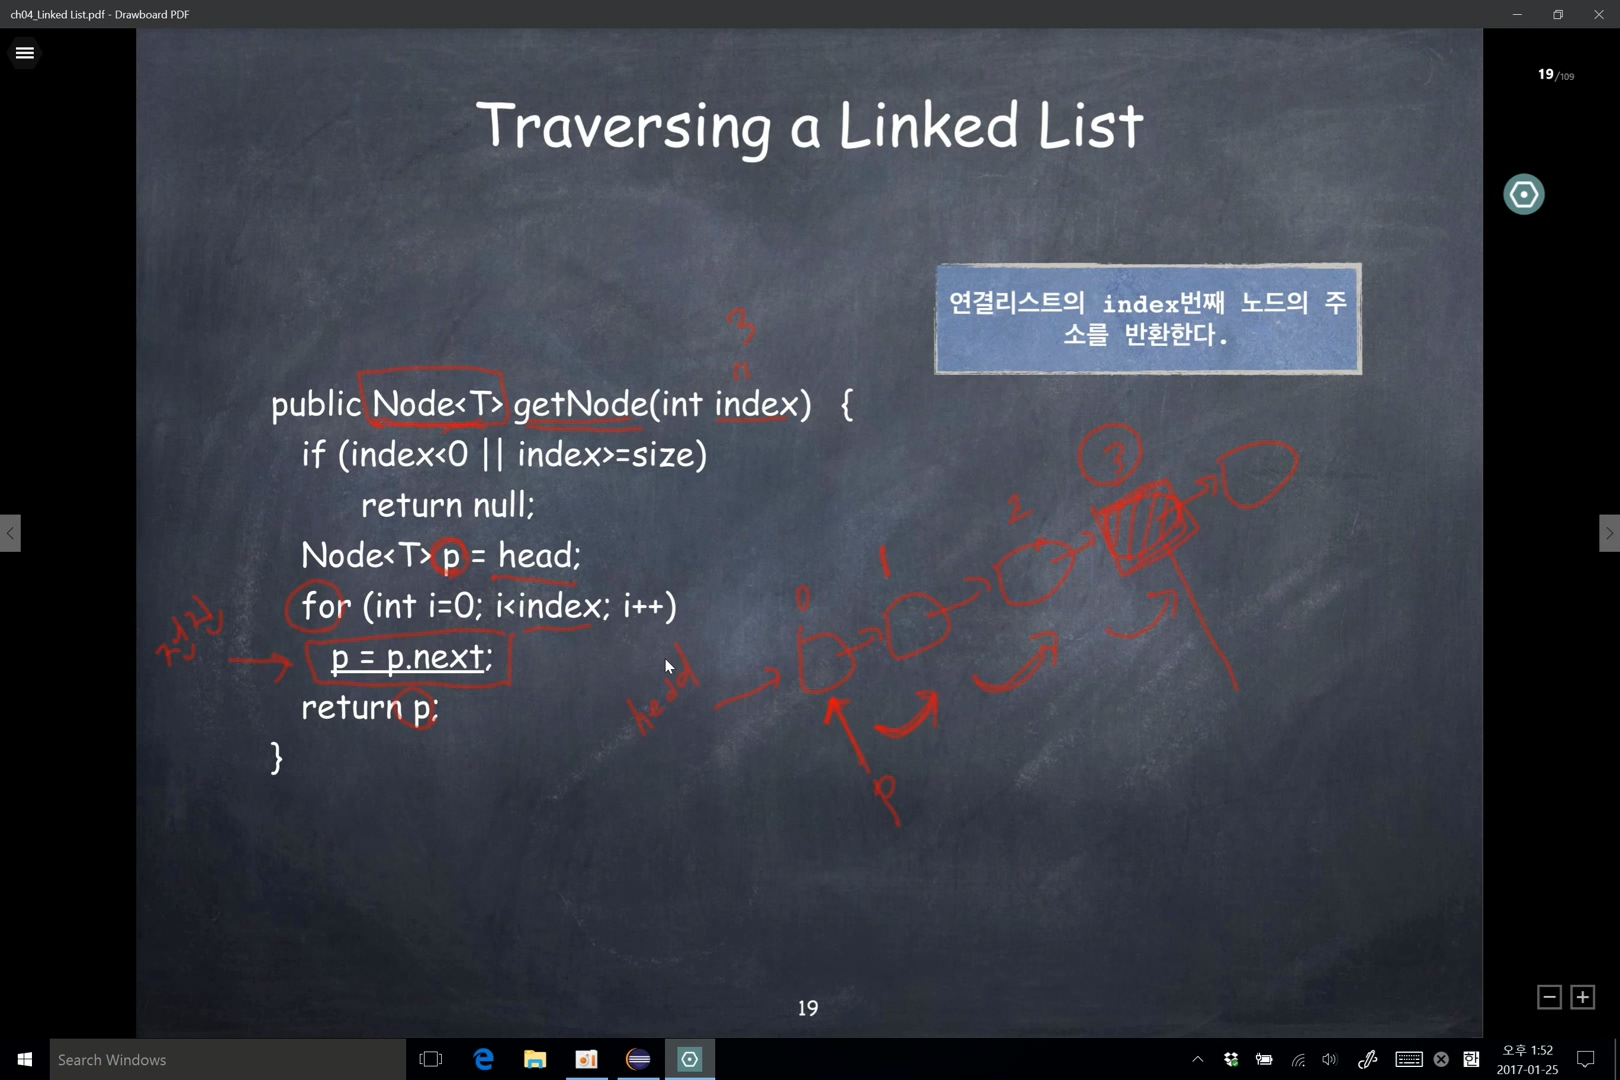 ch04_Linked List.pdf - Drawboard PDF
19/109
Traversing a Linked List
연결리스트의 index번째 노드의 주
소를 반환한다.
3
public Node<T> getNode(int index) {
if (index<0 || index>=size)
return null;
Node<T> p = head;
for (int i=0; i<index; i++)
전진
p = p.next;
return p;
}
head
0
1
2
3
p
19
Search Windows
오후 1:52
2017-01-25
한